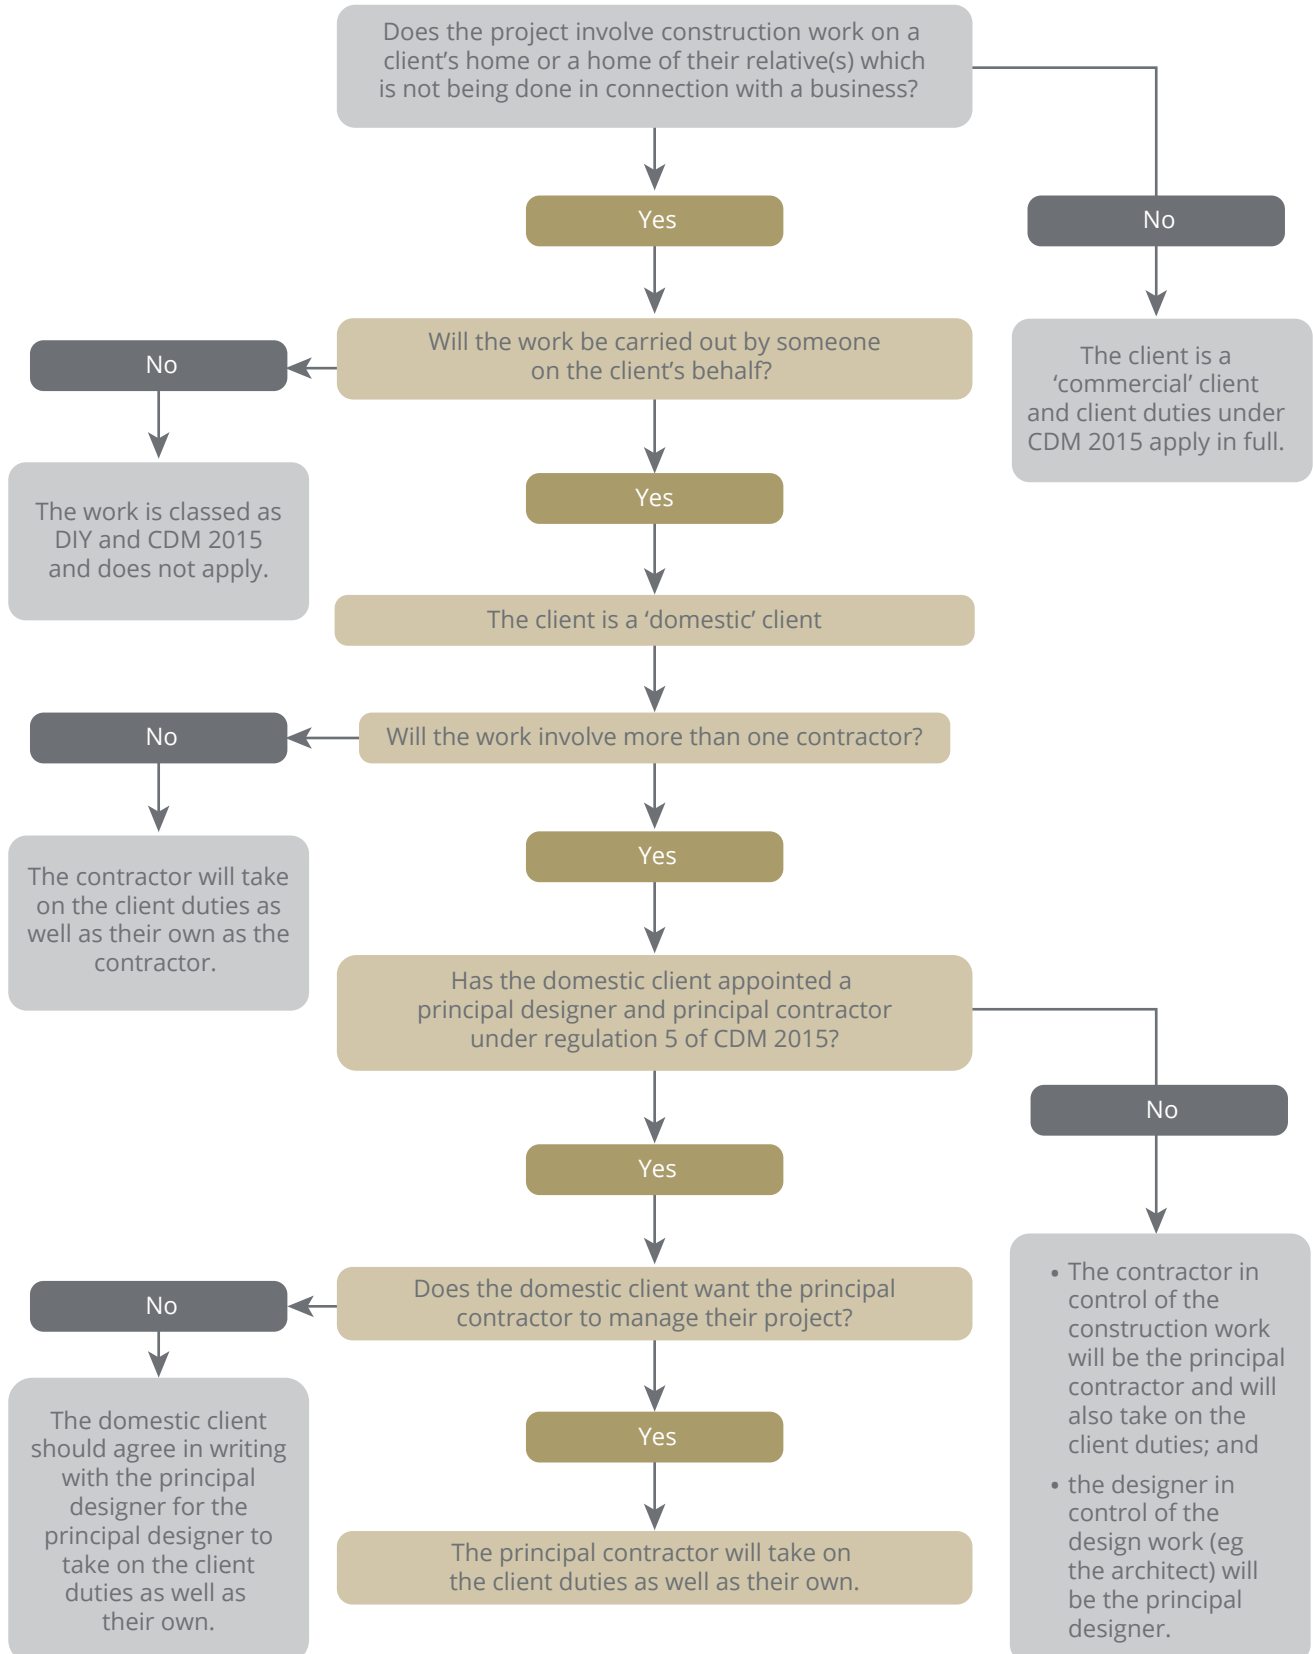 Does the project involve construction work on a
client’s home or a home of their relative(s) which
is not being done in connection with a business?
Yes
No
Will the work be carried out by someone
on the client’s behalf?
No
The client is a
‘commercial’ client
and client duties under
CDM 2015 apply in full.
The work is classed as
DIY and CDM 2015
and does not apply.
Yes
The client is a ‘domestic’ client
Will the work involve more than one contractor?
No
The contractor will take
on the client duties as
well as their own as the
contractor.
Yes
Has the domestic client appointed a
principal designer and principal contractor
under regulation 5 of CDM 2015?
No
Yes
Does the domestic client want the principal
contractor to manage their project?
No
The domestic client
should agree in writing
with the principal
designer for the
principal designer to
take on the client
duties as well as
their own.
Yes
The principal contractor will take on
the client duties as well as their own.
• The contractor in
control of the
construction work
will be the principal
contractor and will
also take on the
client duties; and
• the designer in
control of the
design work (eg
the architect) will
be the principal
designer.